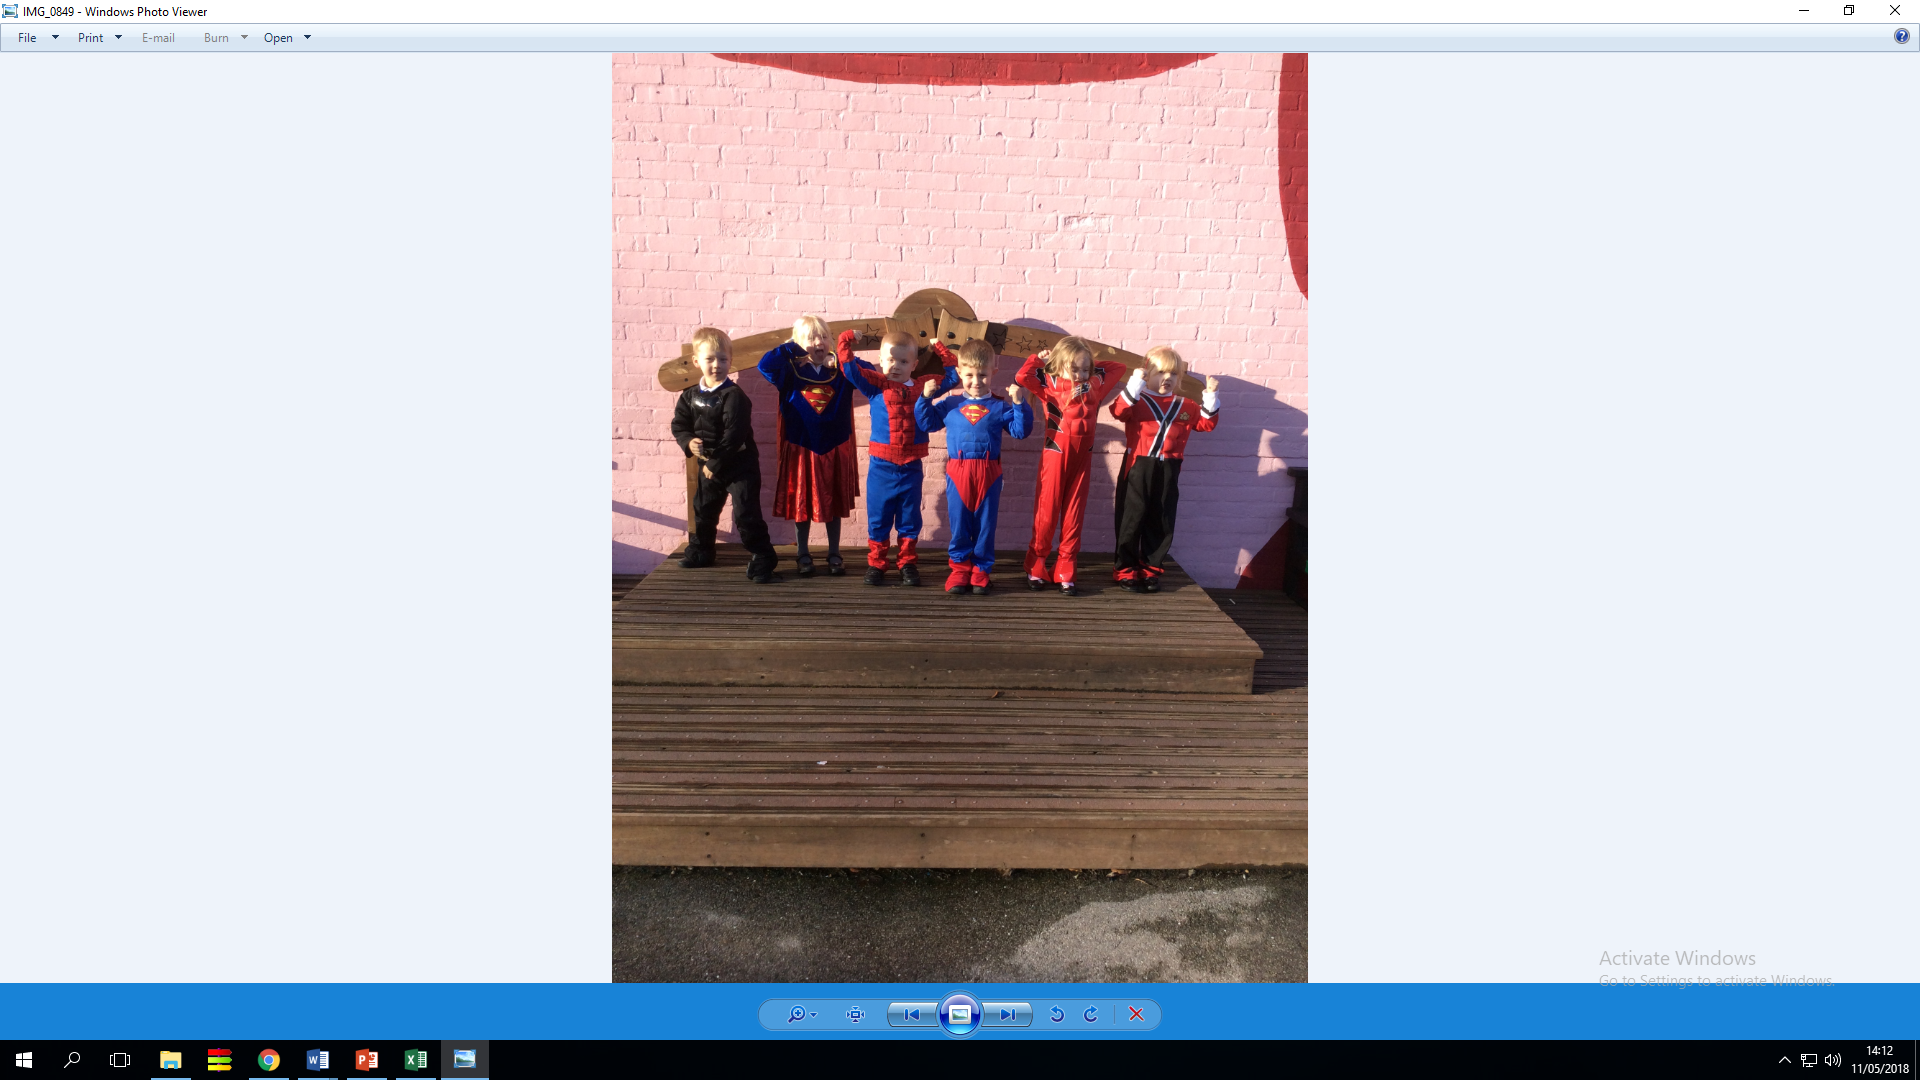 IMG_0849 - Windows Photo Viewer
File Print E-mail Burn Open
Activate Windows
Go to Settings to activate Windows.
14:12
11/05/2018